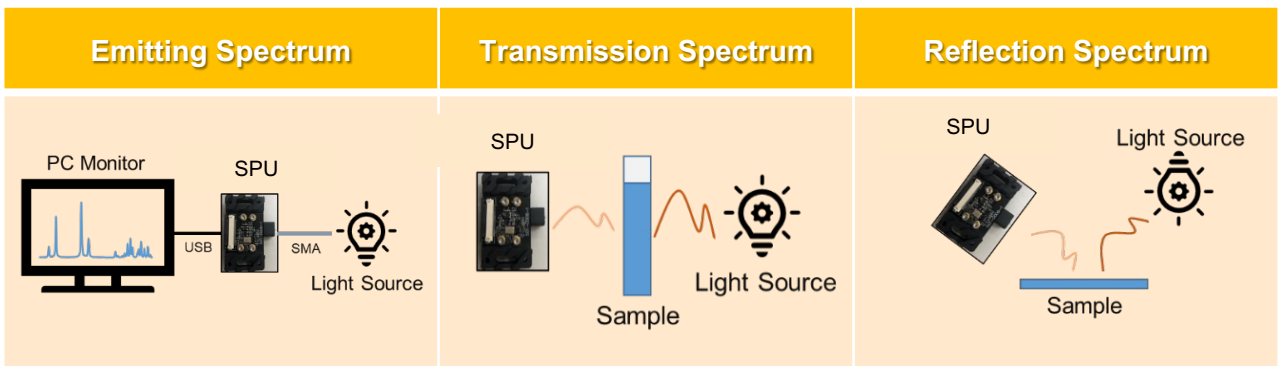 Emitting Spectrum
Transmission Spectrum
Reflection Spectrum
PC Monitor
SPU
USB
SMA
Light Source
SPU
Light Source
Sample
SPU
Light Source
Sample